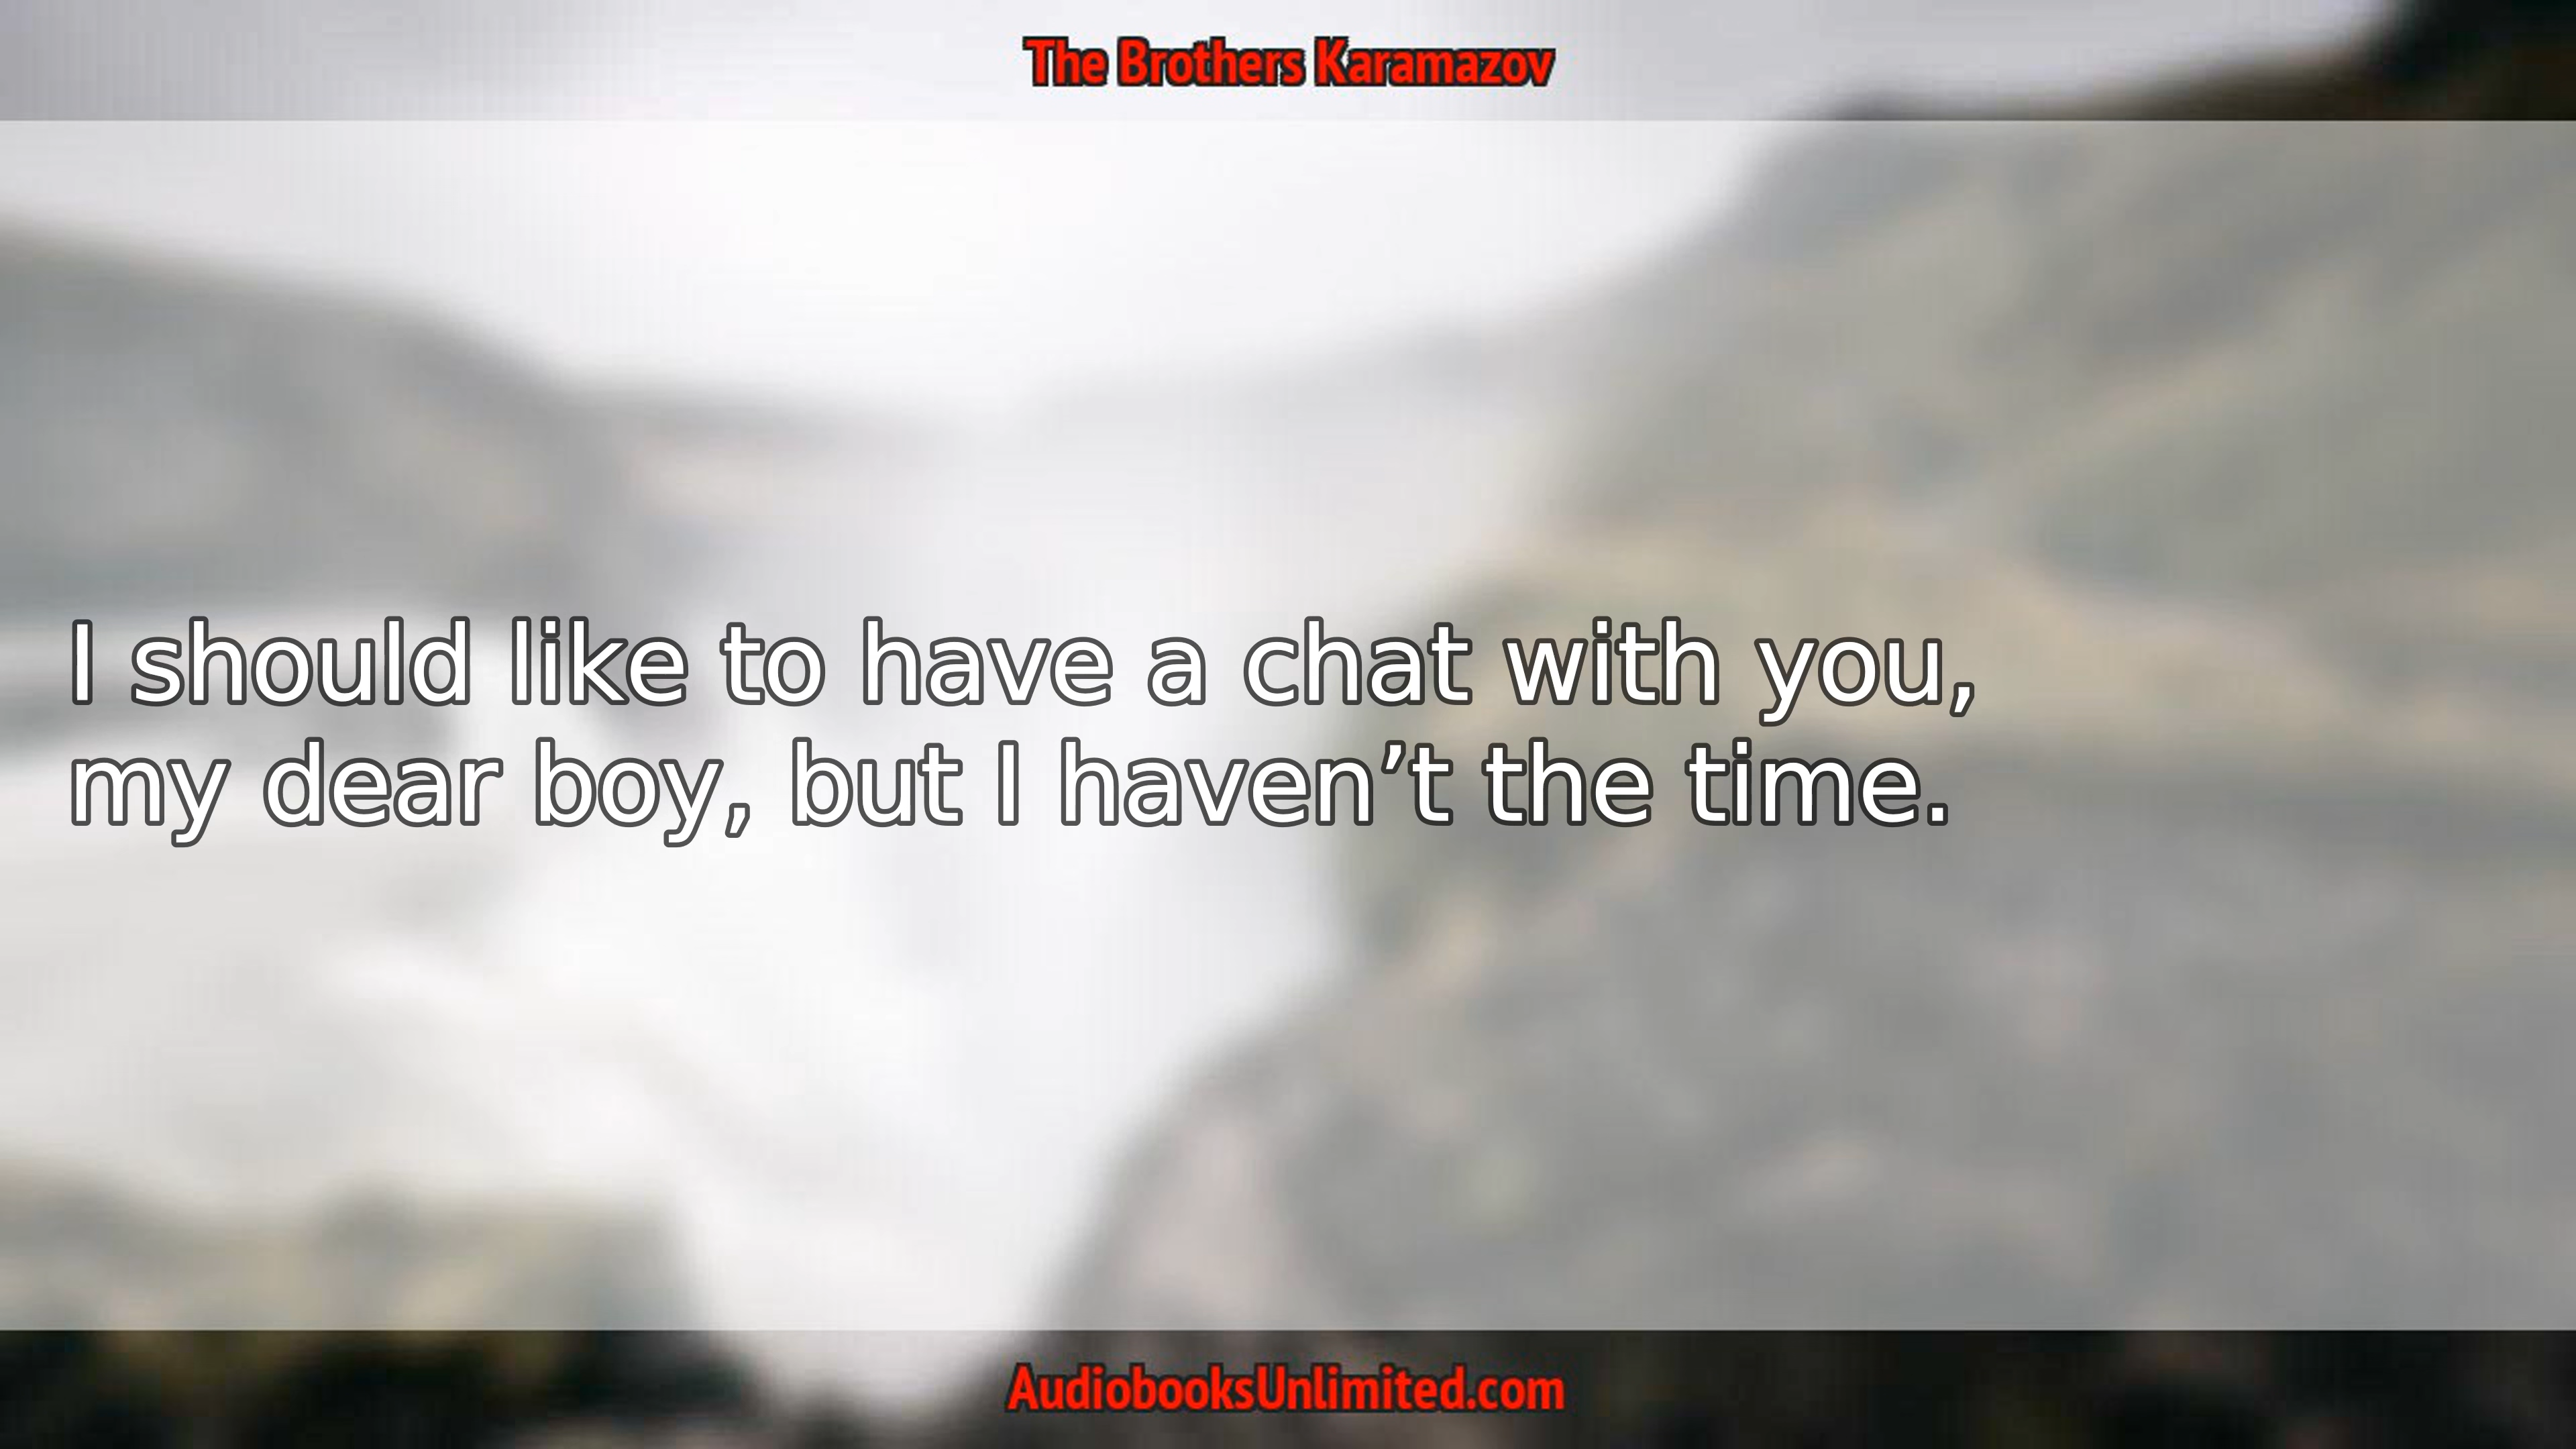 The Brothers Karamazov
I should like to have a chat with you,
my dear boy, but I haven’t the time.
AudiobooksUnlimited.com